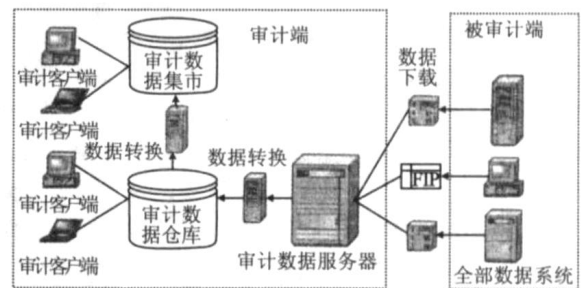 审计端
被审计端
审计数
据集市
审计客户端
审计客户端
数据
下载
数据转换
数据转换
FIP
审计客户端
审计数
据仓库
审计客户端
审计数据服务器
全部数据系统